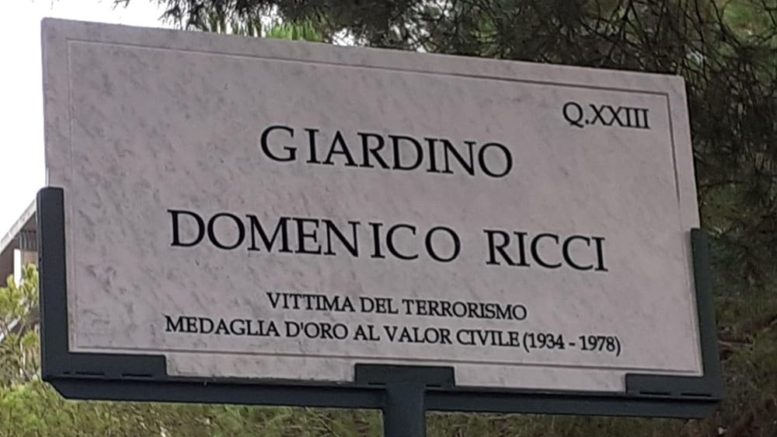 Q.XXIII
GIARDINO
DOMENICO RICCI
VITTIMA DEL TERRORISMO
MEDAGLIA D'ORO AL VALOR CIVILE (1934 - 1978)